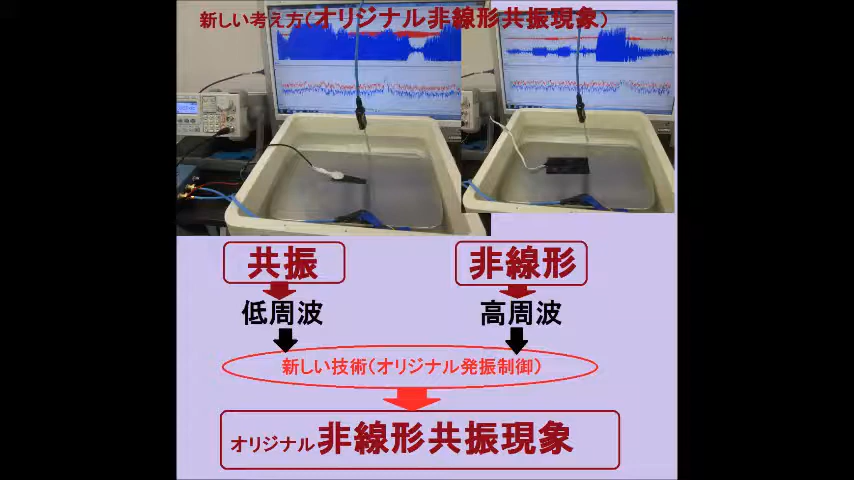 新しい考え方(オリジナル非線形共振現象)
共振
非線形
低周波
高周波
新しい技術(オリジナル発振制御)
オリジナル非線形共振現象